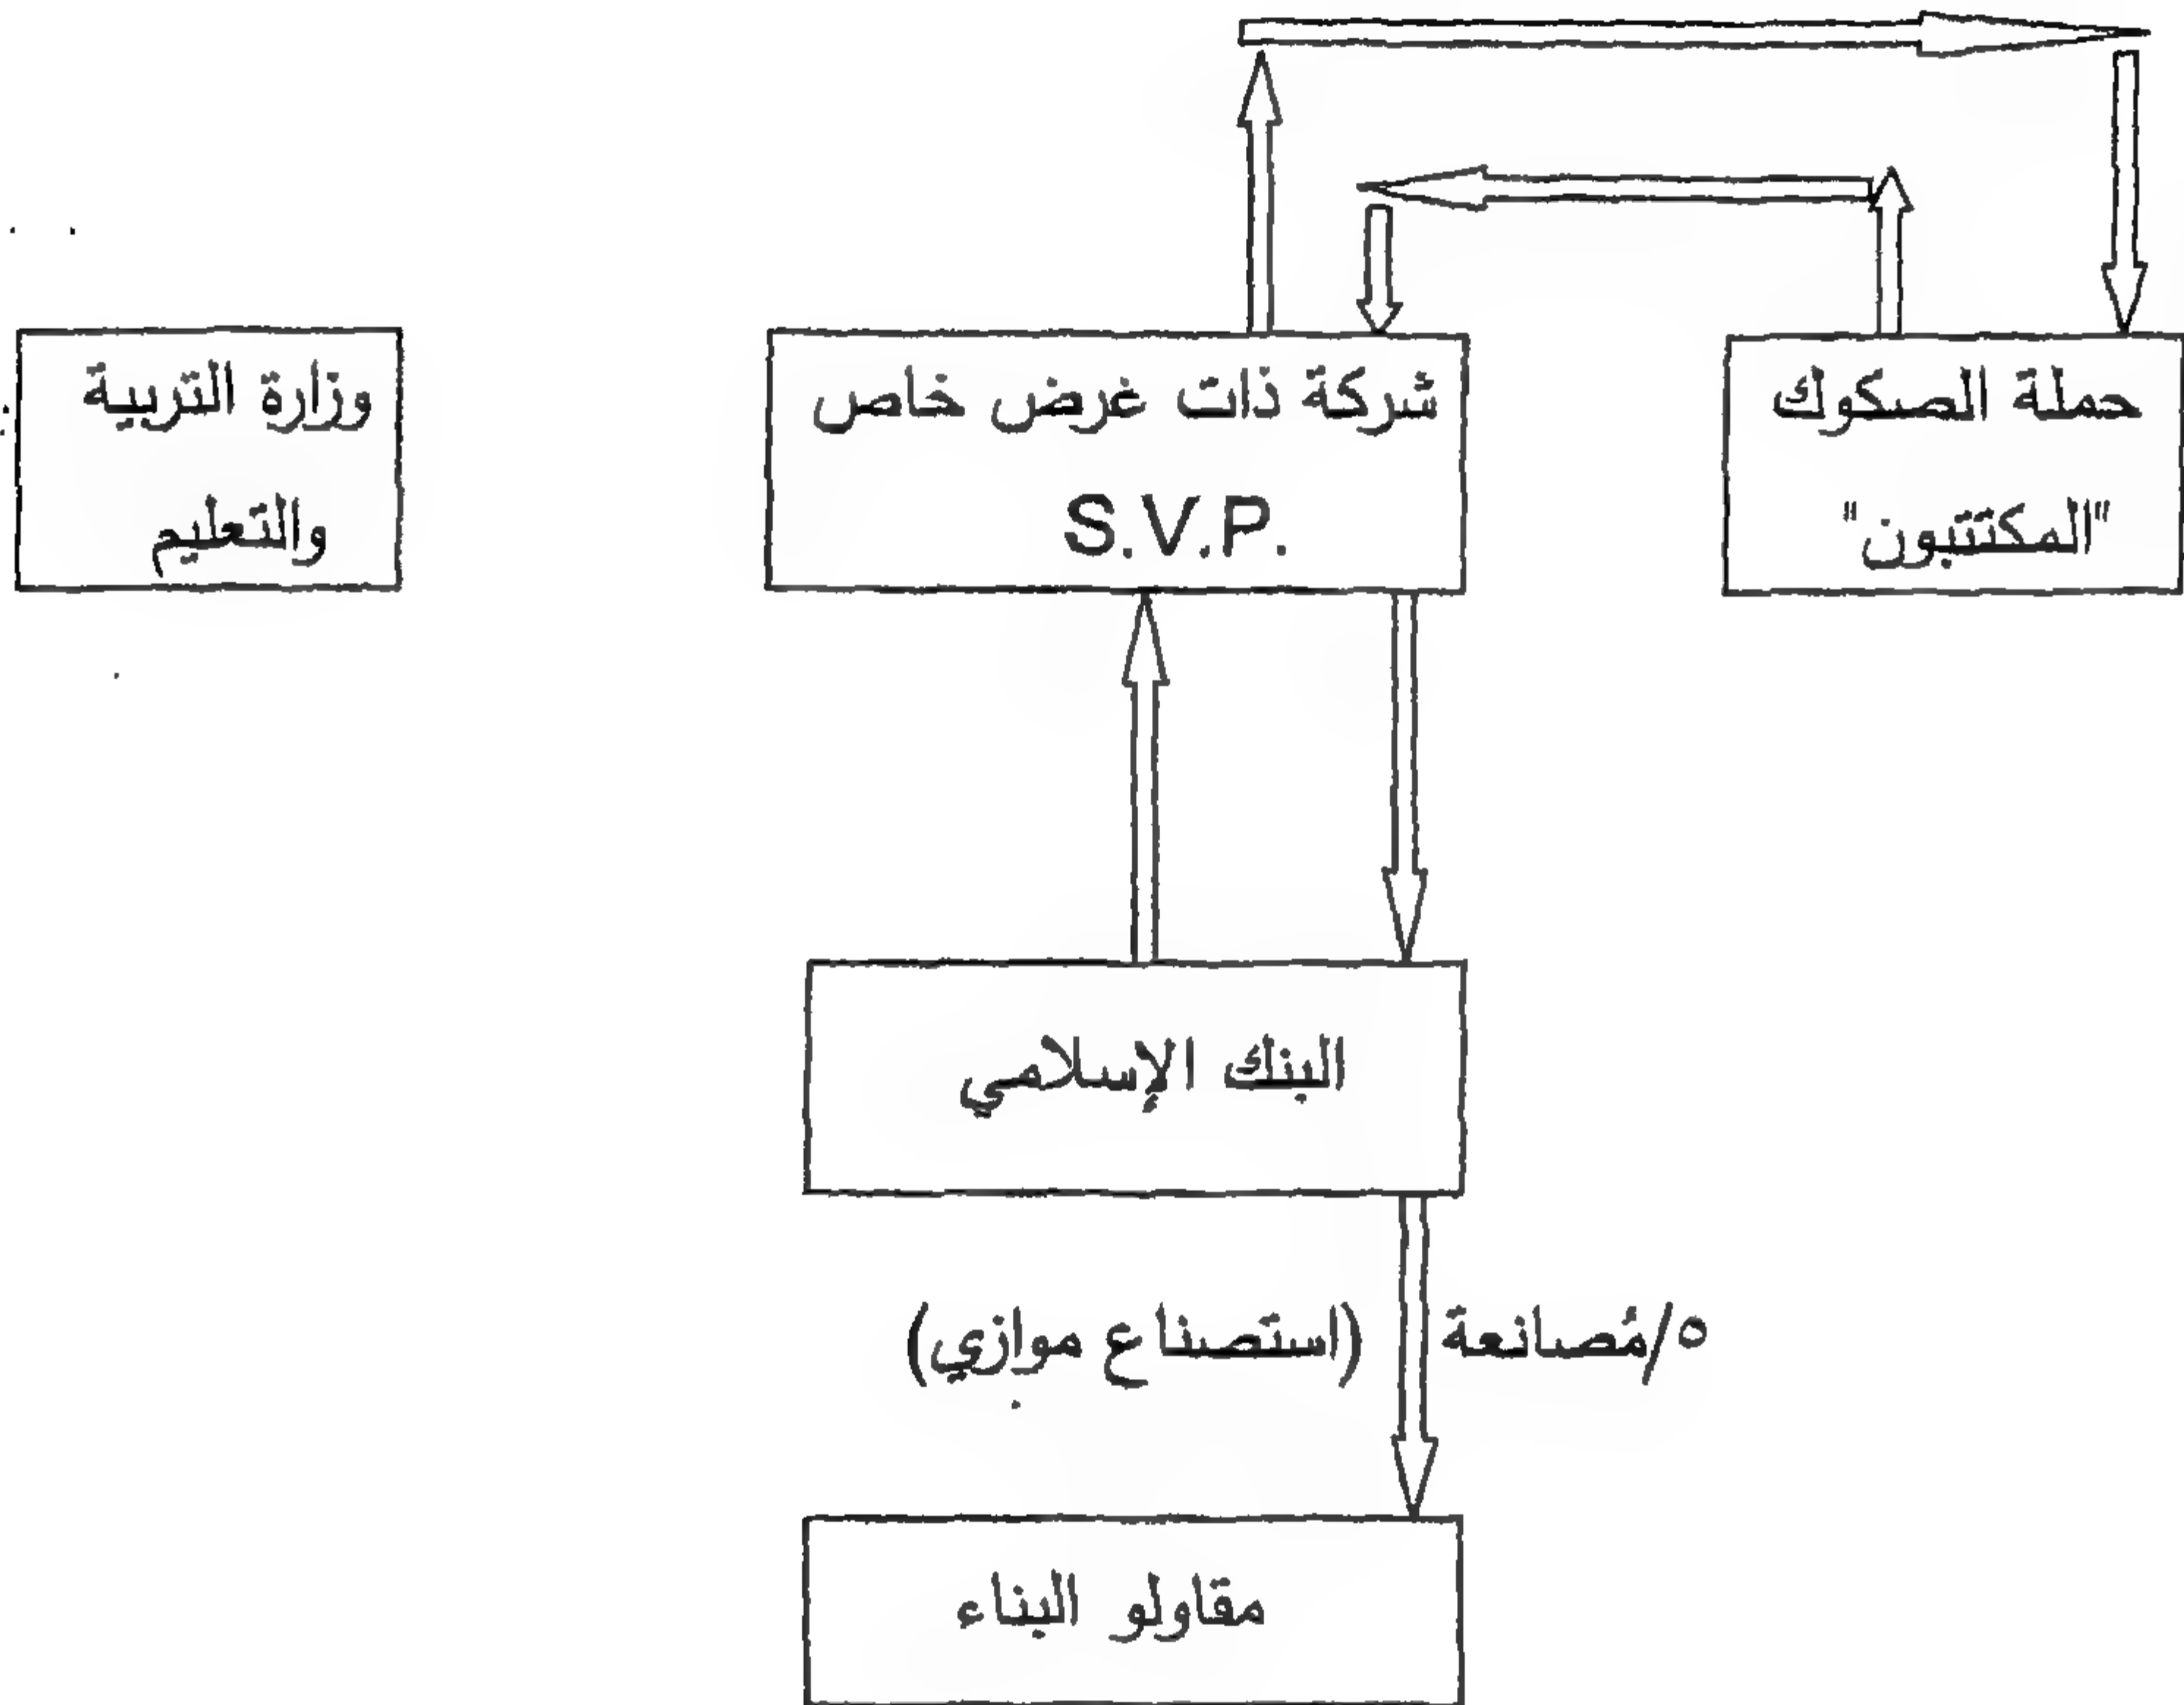 حملة الصكوك
"المكتتبون"
شركة ذات غرض خاص
S.V.P.
وزارة التربية
والتعليم
البنك الإسلامي
٥/مُصانعة (استصناع موازي)
مقاولو البناء